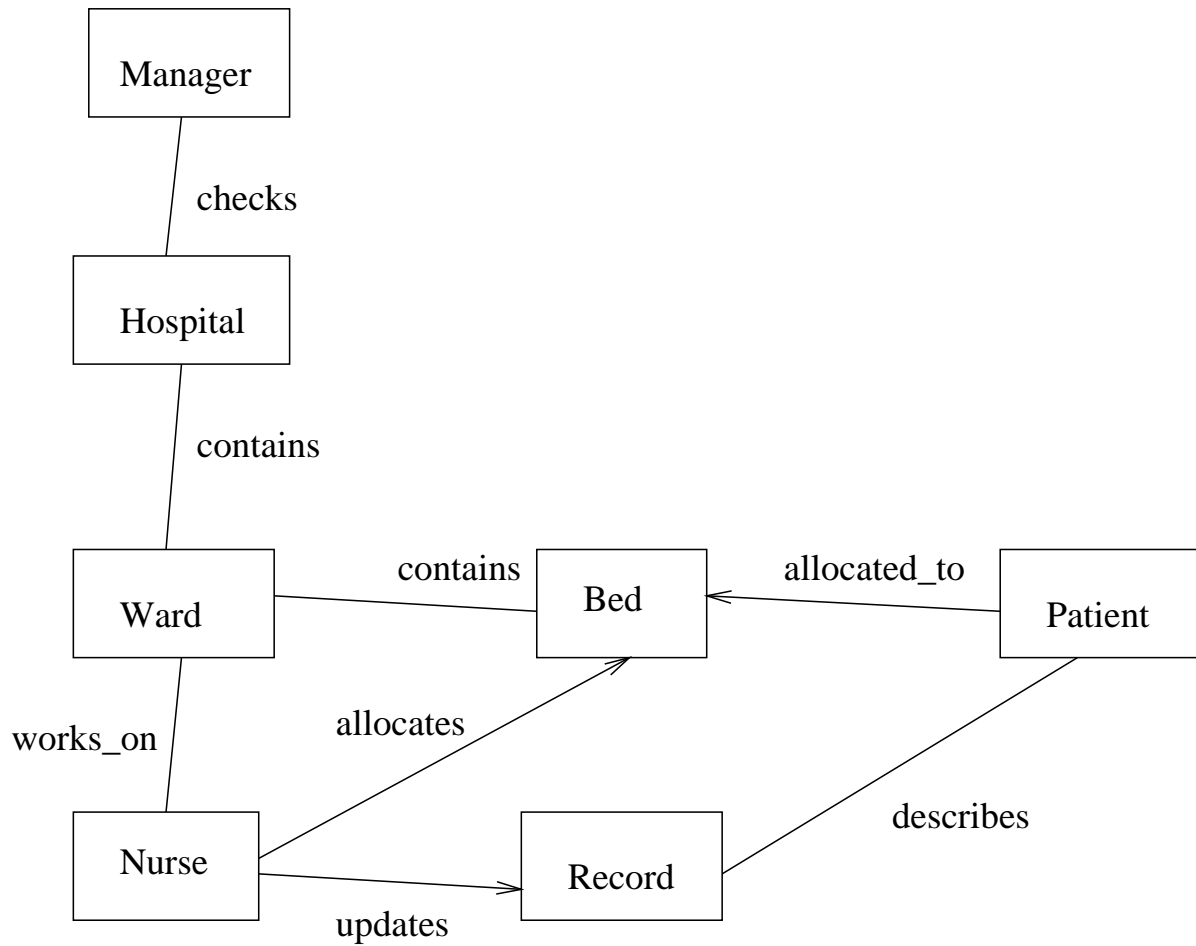 Manager
checks
Hospital
contains
contains
allocated_to
Ward
Bed
Patient
allocates
works_on
describes
Nurse
Record
updates